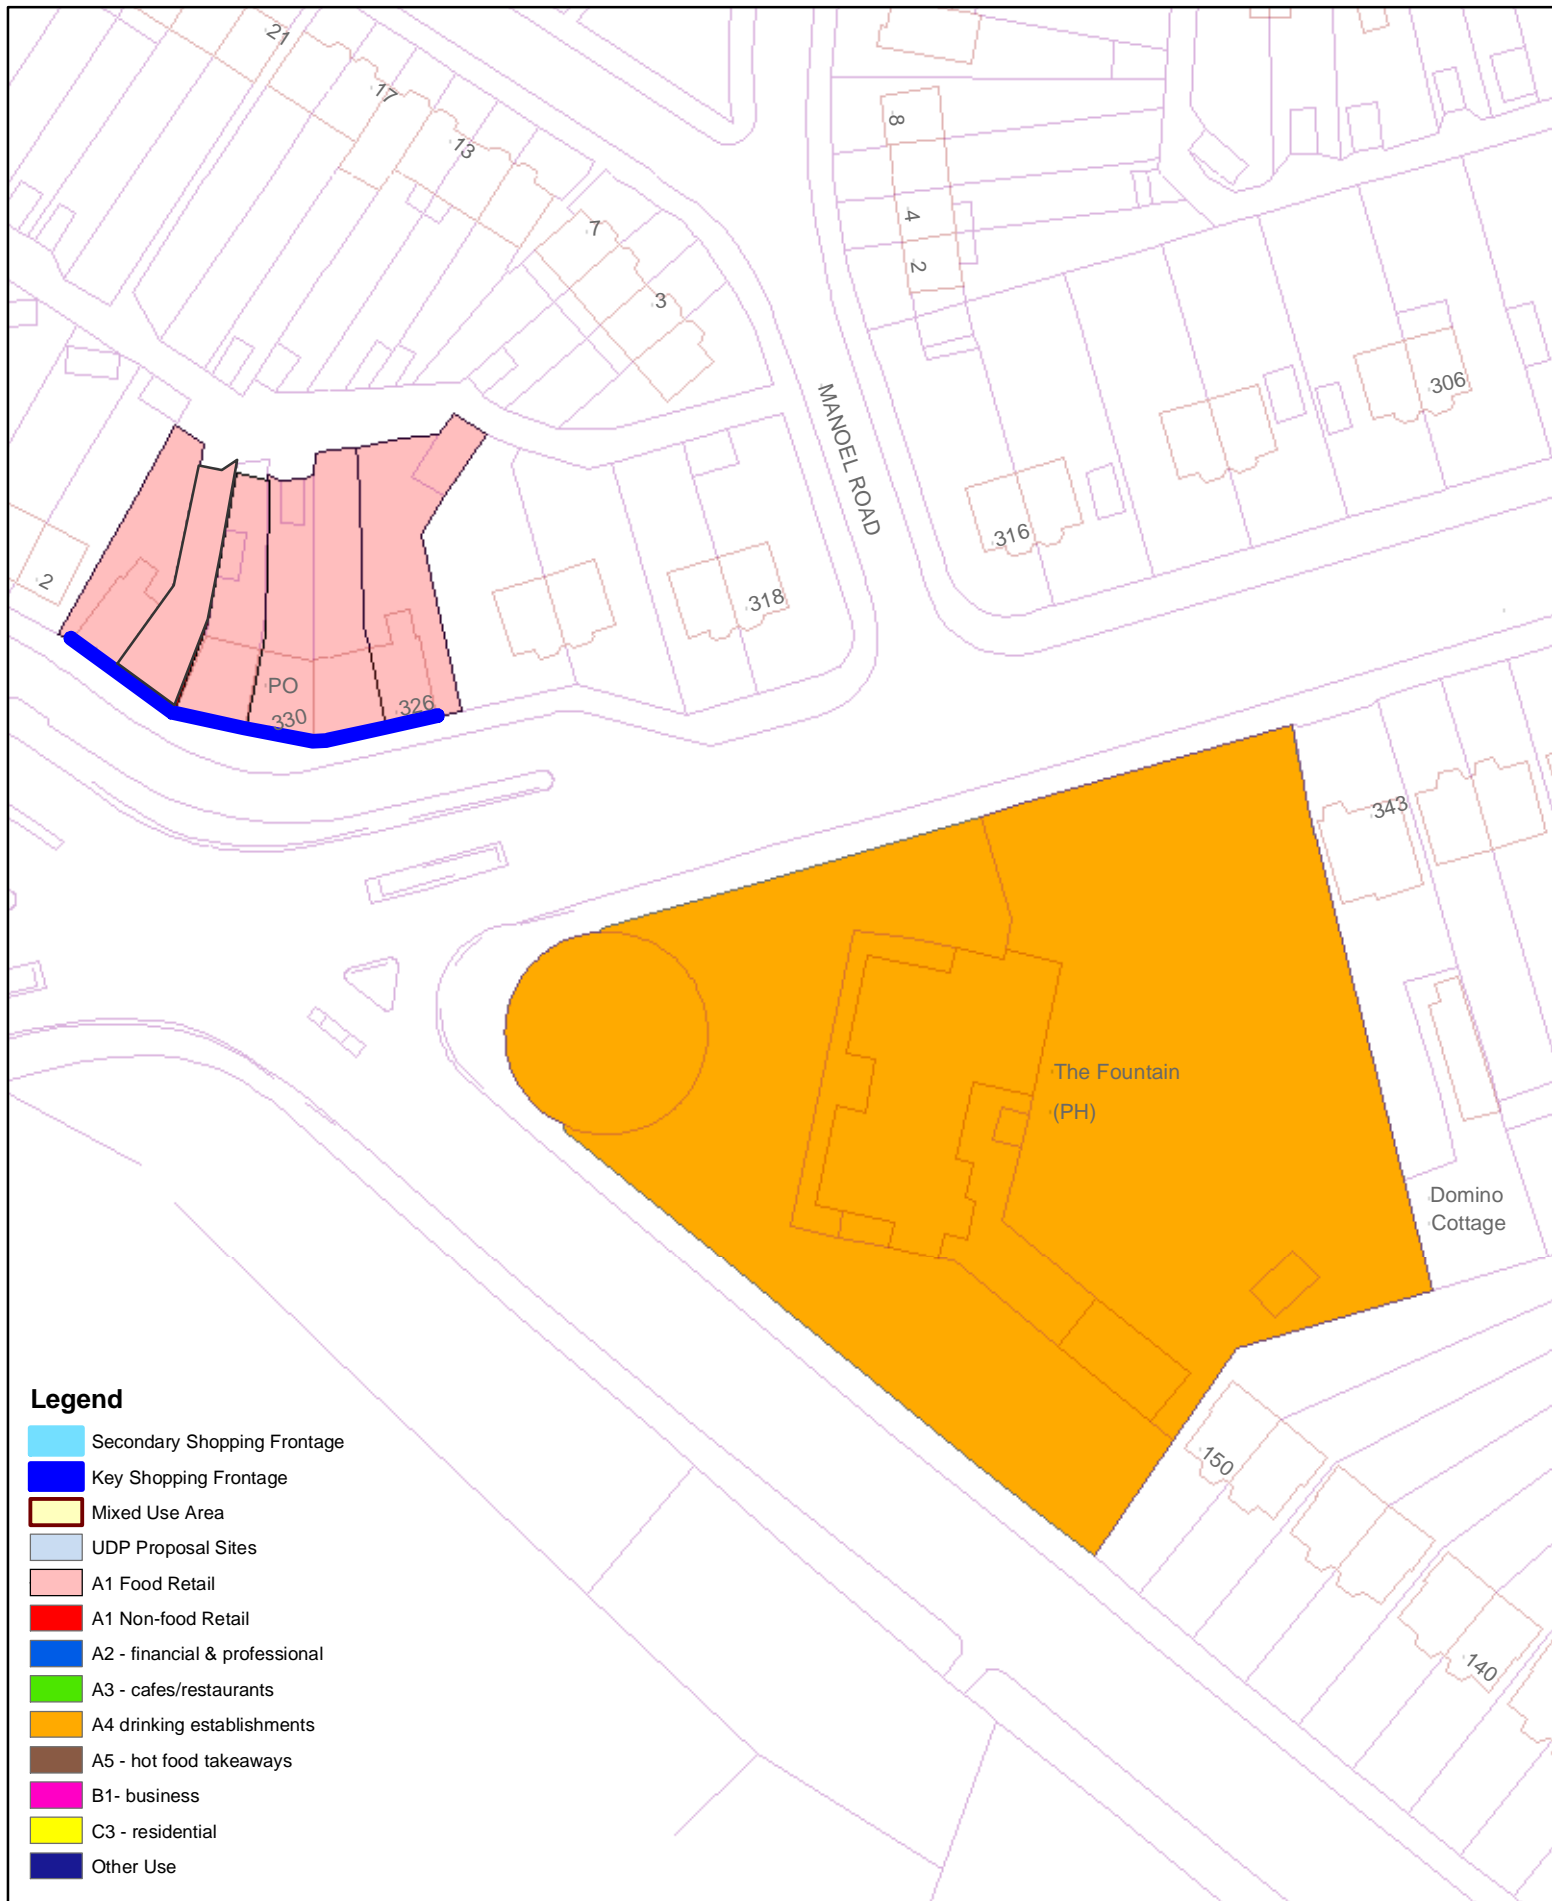 21
17
13
7
3
8
4
2
MANOEL ROAD
306
316
318
2
PO
330
326
343
The Fountain
(PH)
Domino
Cottage
150
140
Legend
Secondary Shopping Frontage
Key Shopping Frontage
Mixed Use Area
UDP Proposal Sites
A1 Food Retail
A1 Non-food Retail
A2 - financial & professional
A3 - cafes/restaurants
A4 drinking establishments
A5 - hot food takeaways
B1- business
C3 - residential
Other Use